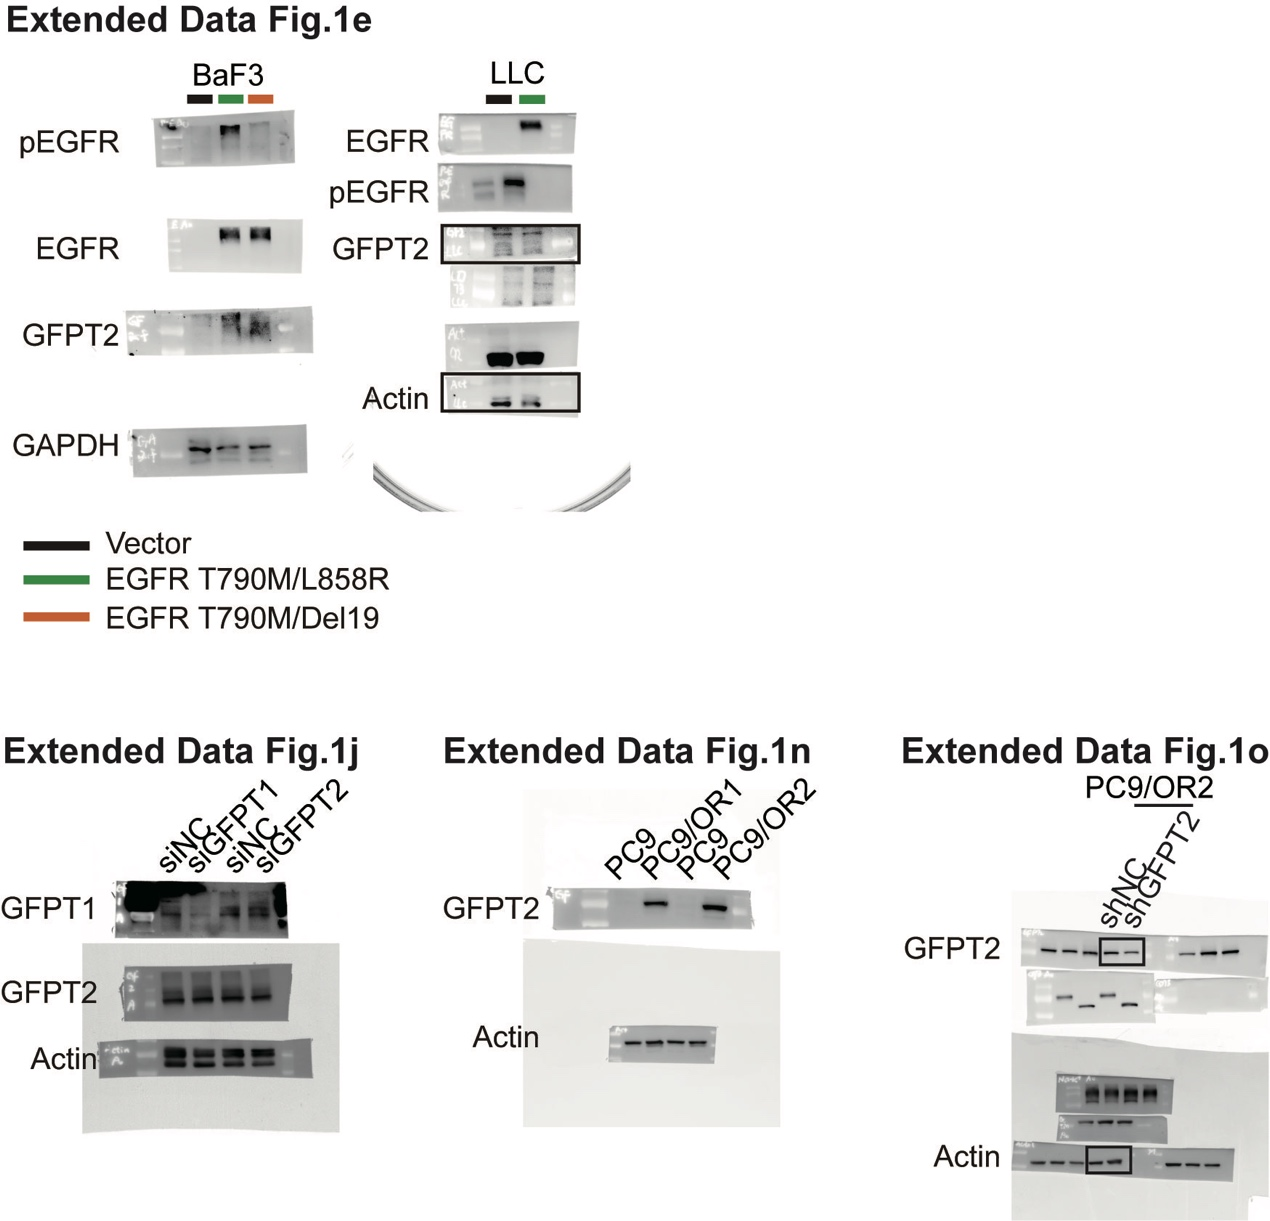 Extended Data Fig.1e
BaF3
pEGFR
EGFR
GFPT2
GAPDH
LLC
EGFR
pEGFR
GFPT2
Actin
Vector
EGFR T790M/L858R
EGFR T790M/Del19
Extended Data Fig.1j
siNC
siGFPT1
siNC
siGFPT2
GFPT1
GFPT2
Actin
Extended Data Fig.1n
PC9
PC9/OR1
PC9
PC9/OR2
GFPT2
Actin
Extended Data Fig.1o
PC9/OR2
shNC
shGFPT2
GFPT2
Actin